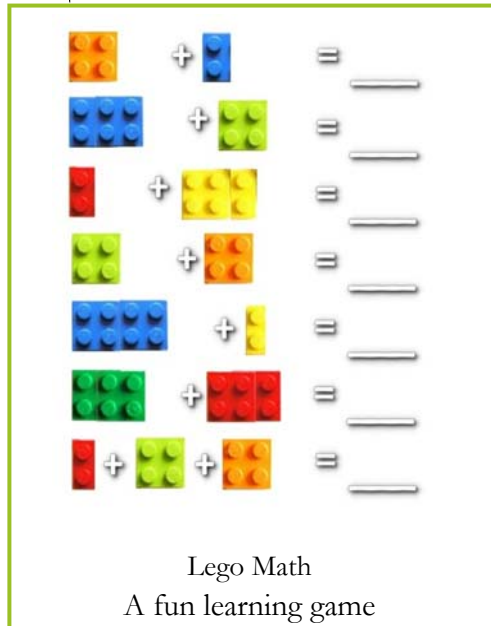 + =
+ =
+ =
+ =
+ =
+ =
+ + =
Lego Math
A fun learning game